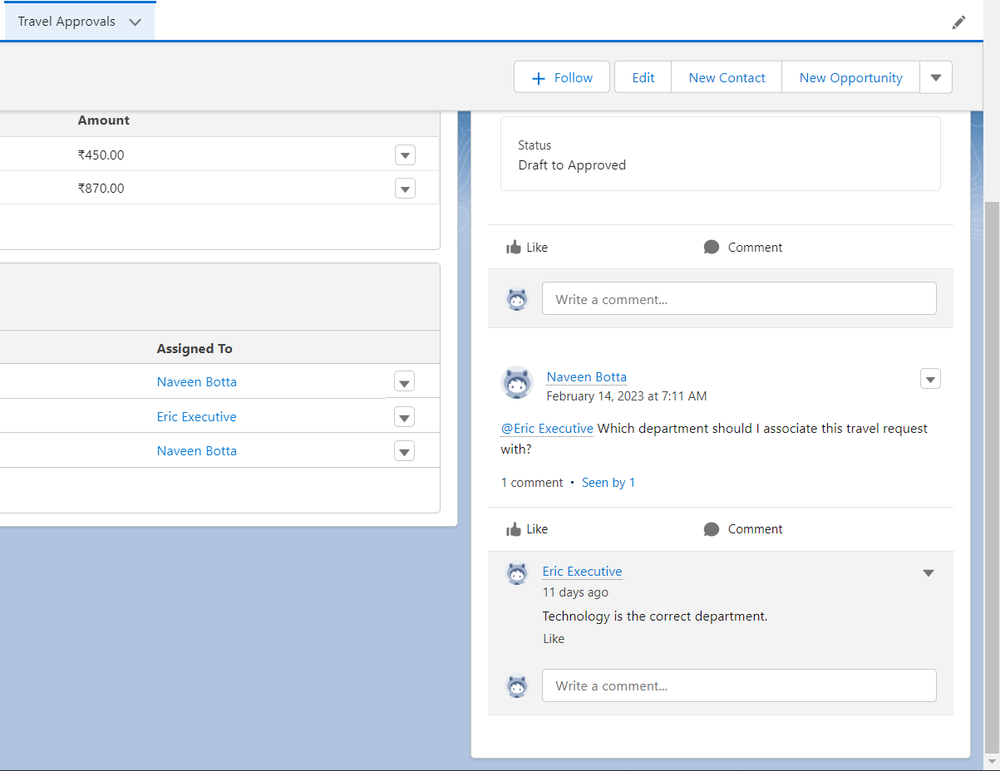 Travel Approvals
Follow
Edit
New Contact
New Opportunity
Amount
₹450.00
₹870.00
Assigned To
Naveen Botta
Eric Executive
Naveen Botta
Status
Draft to Approved
Like
Comment
Write a comment...
Naveen Botta
February 14, 2023 at 7:11 AM
@Eric Executive Which department should I associate this travel request
with?
1 comment • Seen by 1
Like
Comment
Eric Executive
11 days ago
Technology is the correct department.
Like
Write a comment...